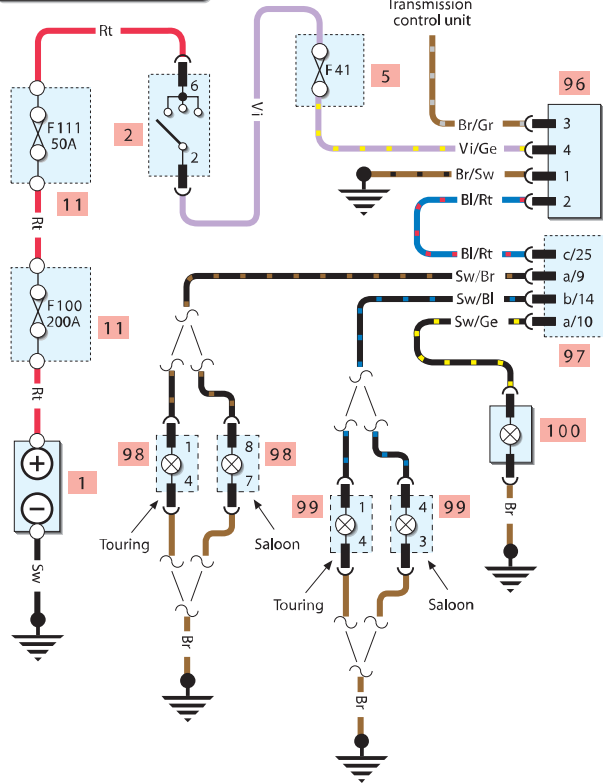 Transmission
control unit
Rt
F111
50A
11
Rt
F100
200A
11
Rt
1
Sw
2
6
2
Vi
F41
5
96
Br/Gr
3
Vi/Ge
4
Br/Sw
1
Bl/Rt
2
Bl/Rt
c/25
Sw/Br
a/9
Sw/Bl
b/14
Sw/Ge
a/10
97
98
1
4
8
7
98
Touring
Saloon
Br
99
1
4
4
3
99
Touring
Saloon
Br
100
Br